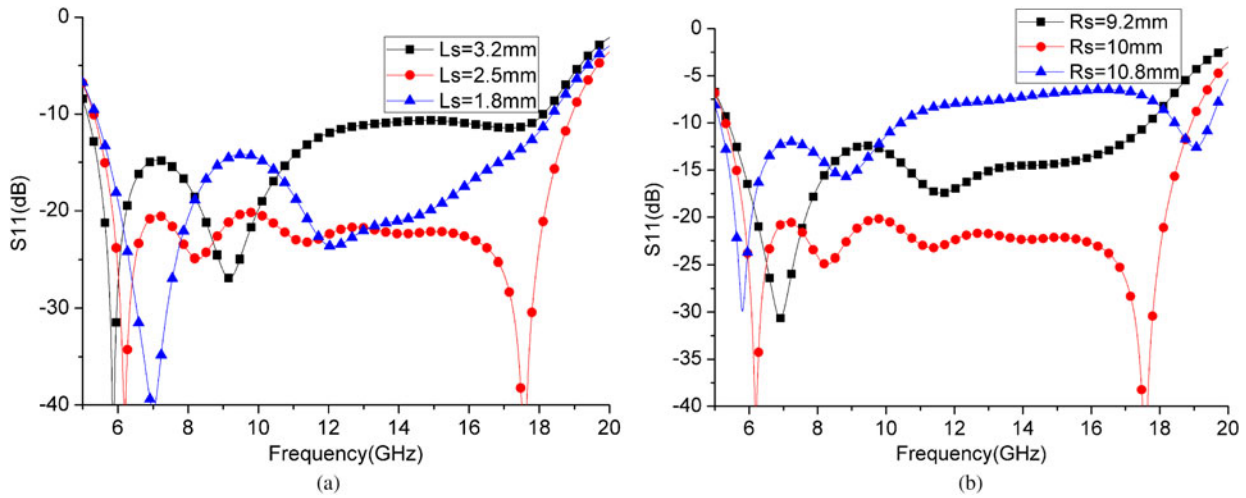 0
-10
-20
-30
-40
S11(dB)
6 8 10 12 14 16 18 20
Frequency(GHz)
Ls=3.2mm
Ls=2.5mm
Ls=1.8mm
(a)
0
-5
-10
-15
-20
-25
-30
-35
-40
S11(dB)
6 8 10 12 14 16 18 20
Frequency(GHz)
Rs=9.2mm
Rs=10mm
Rs=10.8mm
(b)